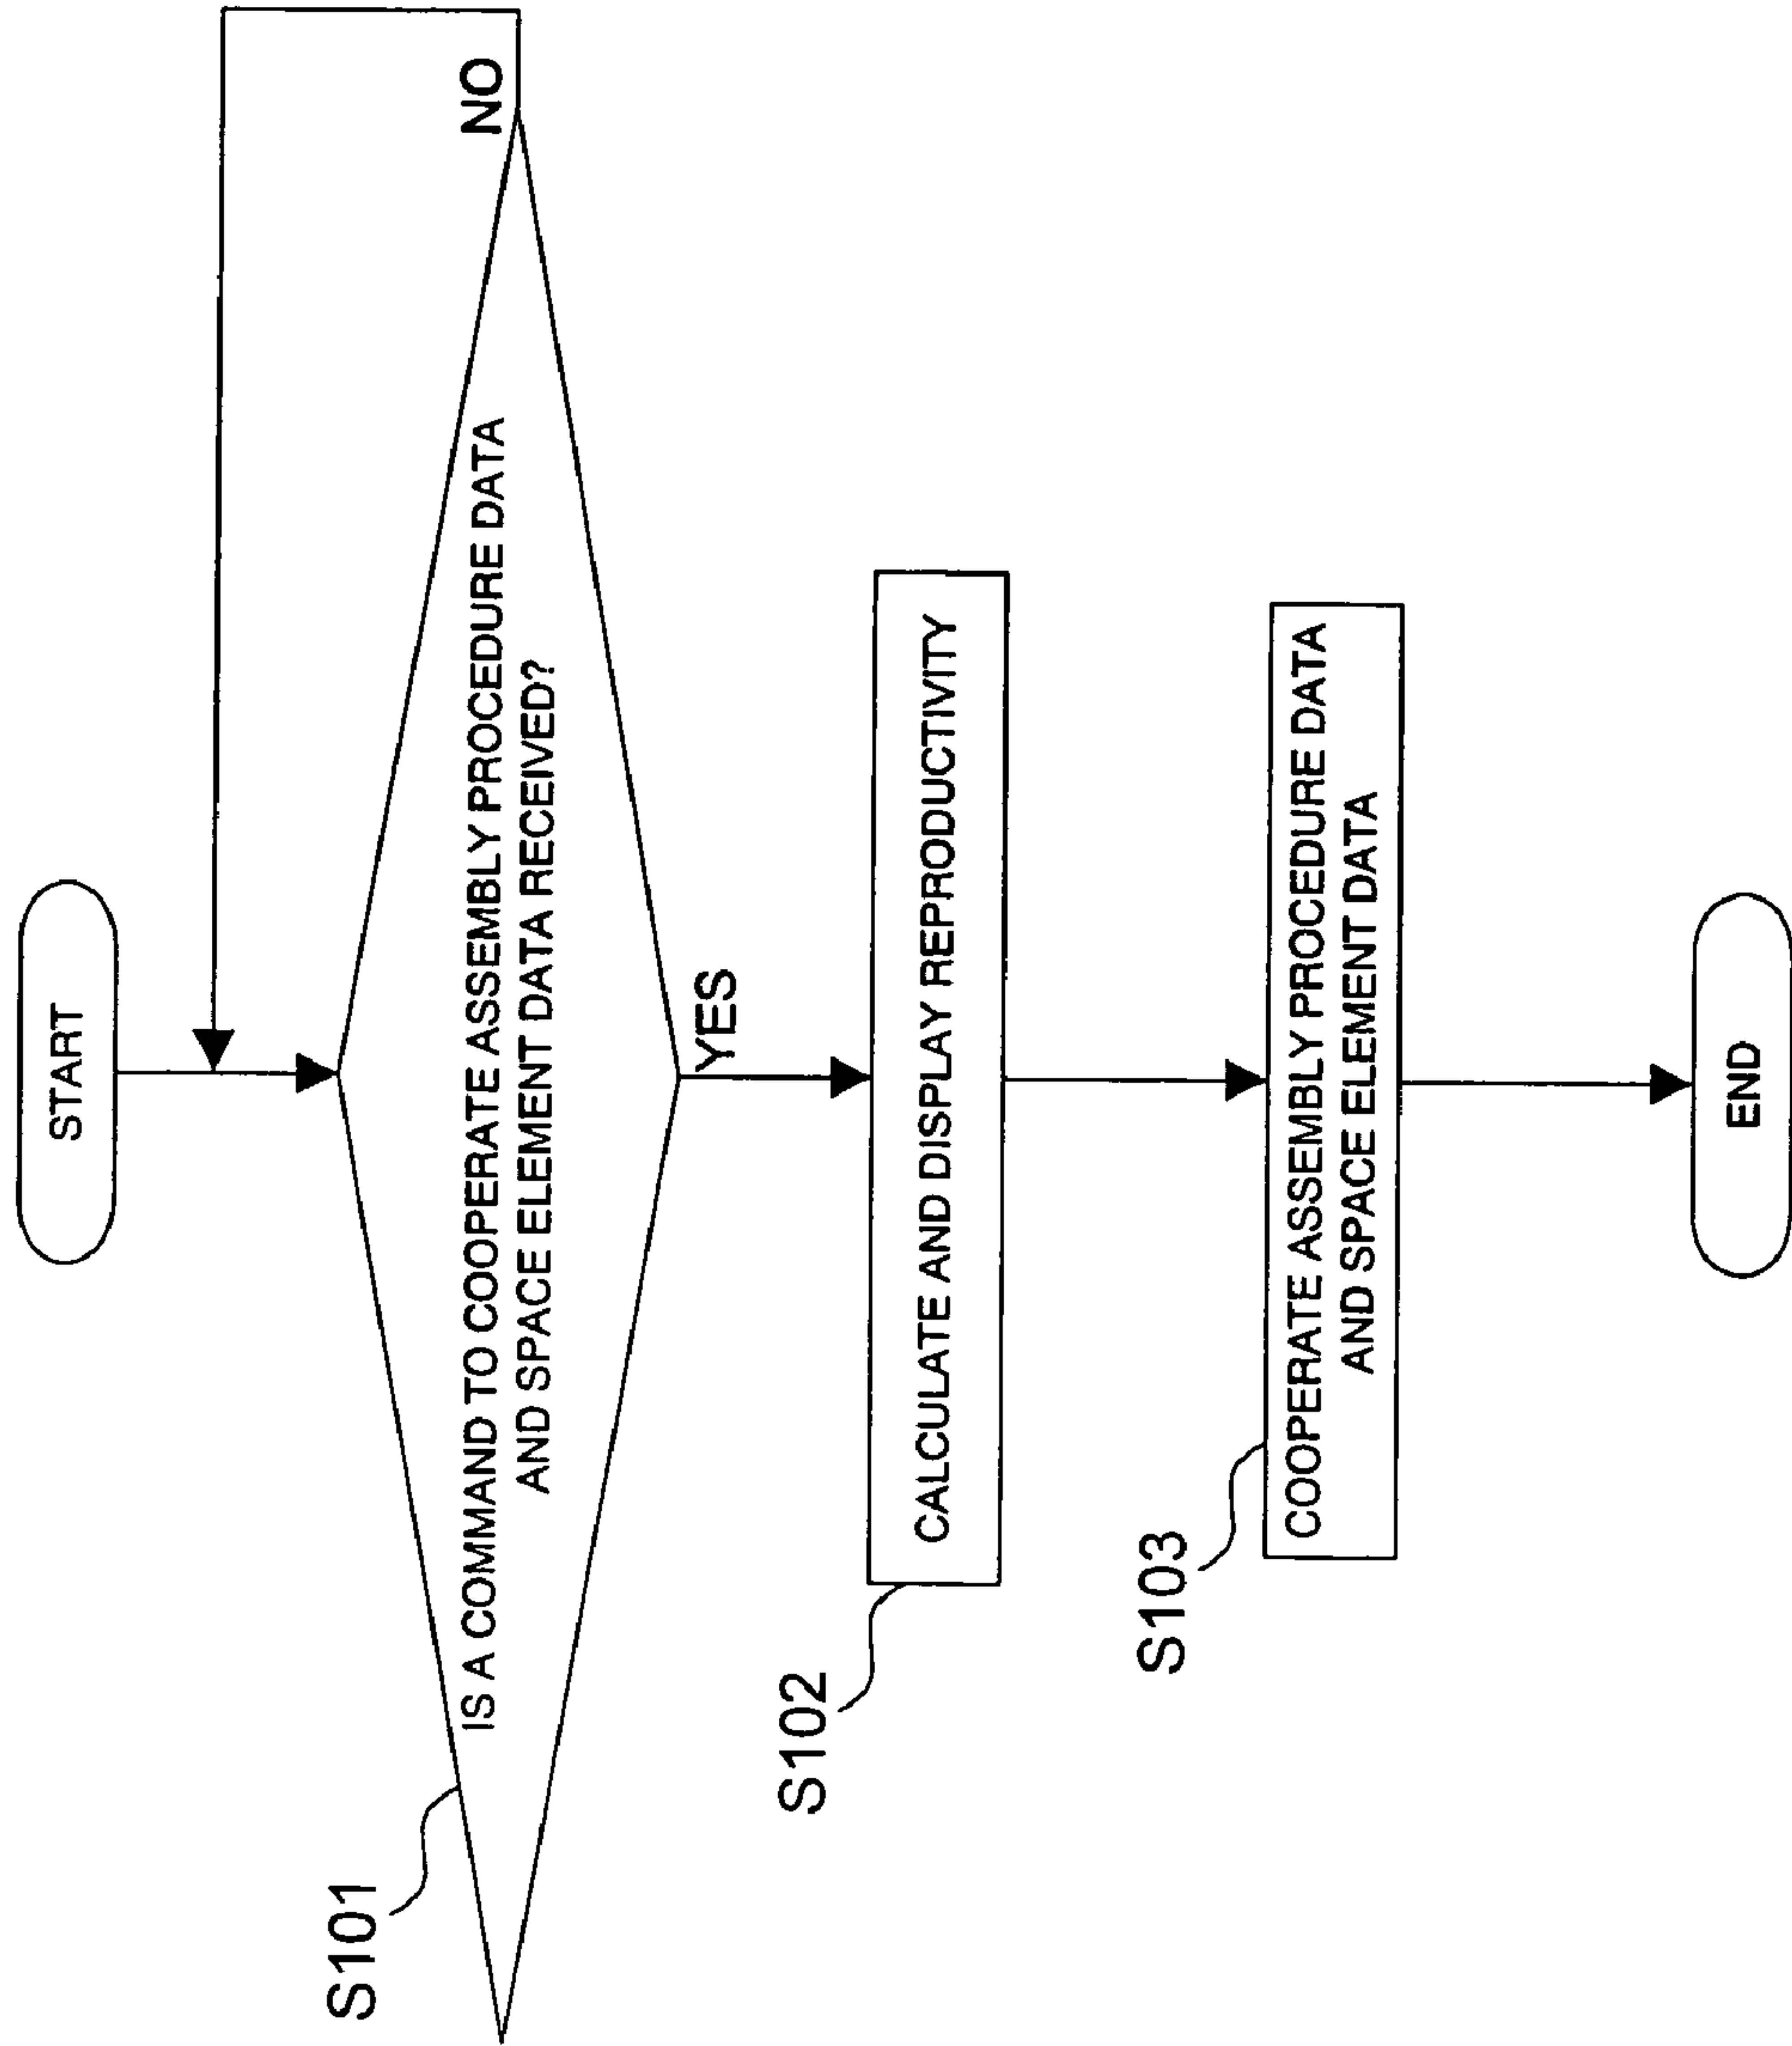 START
S101
IS A COMMAND TO COOPERATE ASSEMBLY PROCEDURE DATA
AND SPACE ELEMENT DATA RECEIVED?
NO
YES
S102
CALCULATE AND DISPLAY REPRODUCTIVITY
S103
COOPERATE ASSEMBLY PROCEDURE DATA
AND SPACE ELEMENT DATA
END